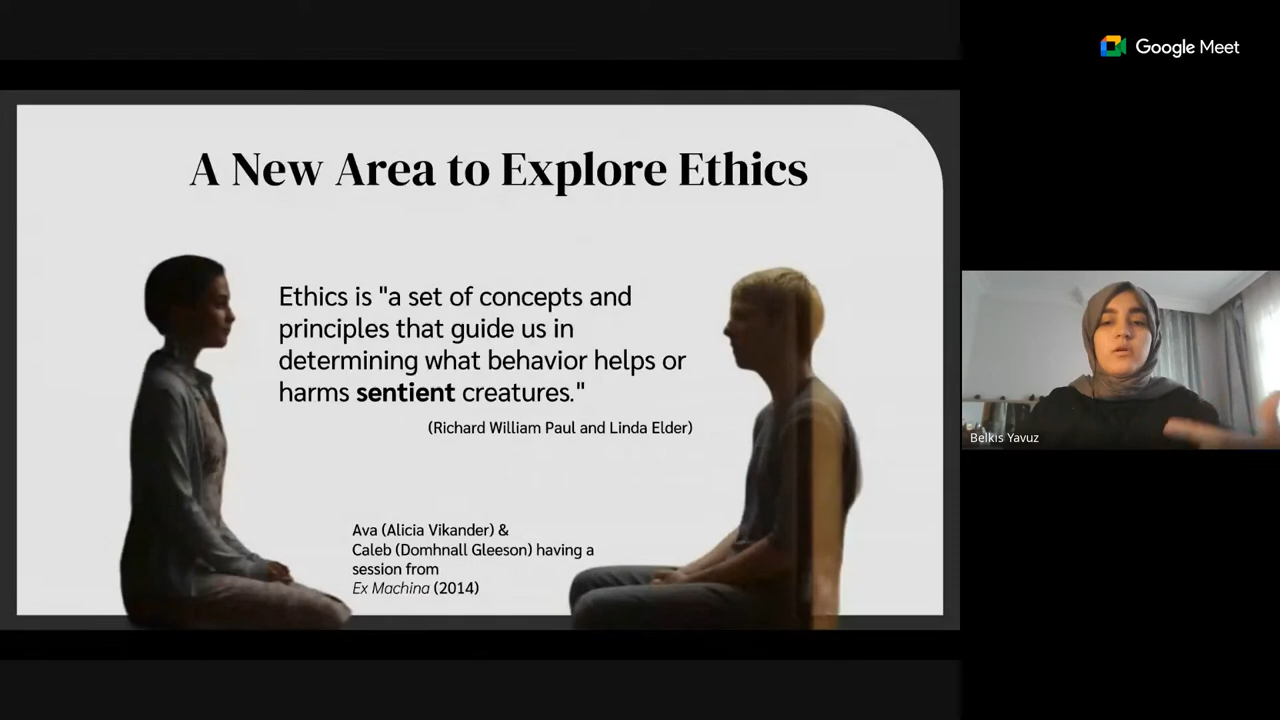 Google Meet
A New Area to Explore Ethics
Ethics is "a set of concepts and
principles that guide us in
determining what behavior helps or
harms sentient creatures."
(Richard William Paul and Linda Elder)
Ava (Alicia Vikander) &
Caleb (Domhnall Gleeson) having a
session from
Ex Machina (2014)
Belkıs Yavuz